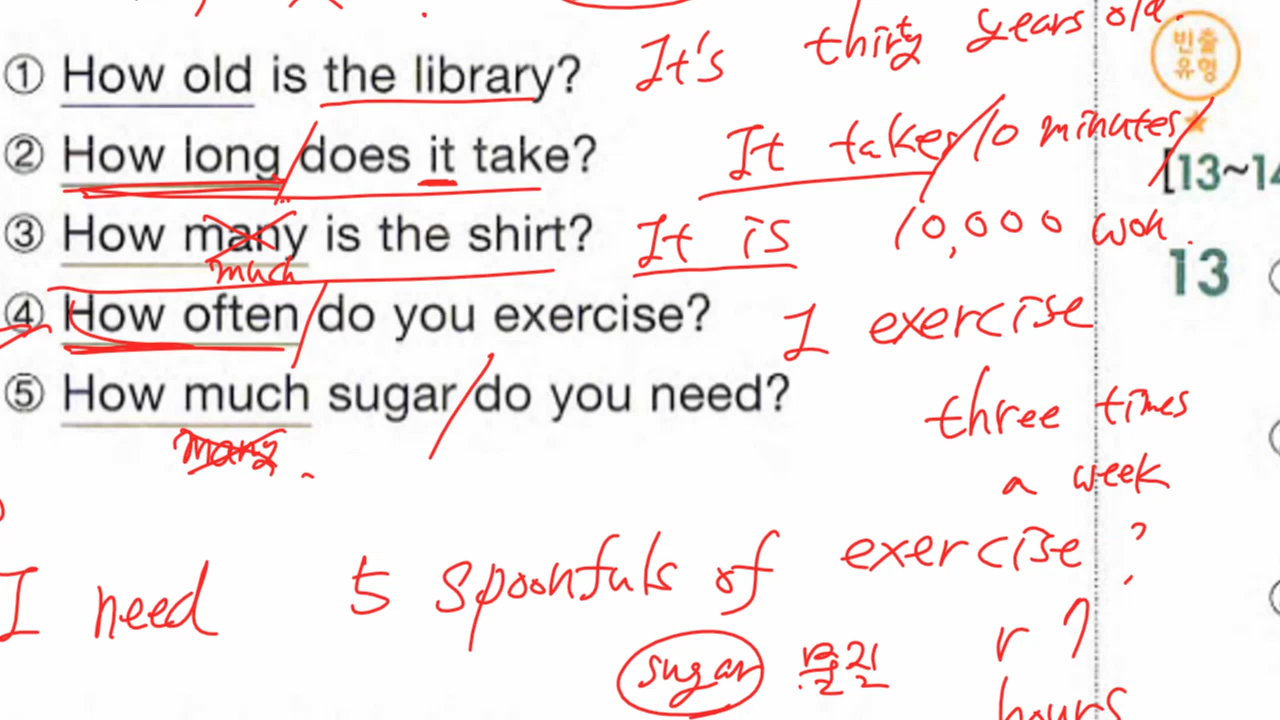 ① How old is the library? It's thirty years old.
빈출
유형
② How long does it take? It takes 10 minutes
[13~14
③ How many is the shirt? It is 10,000 won.
much
13
④ How often do you exercise? I exercise
⑤ How much sugar do you need? three times
many
a week
I need 5 spoonfuls of exercise?
sugar 물질 r?
hours